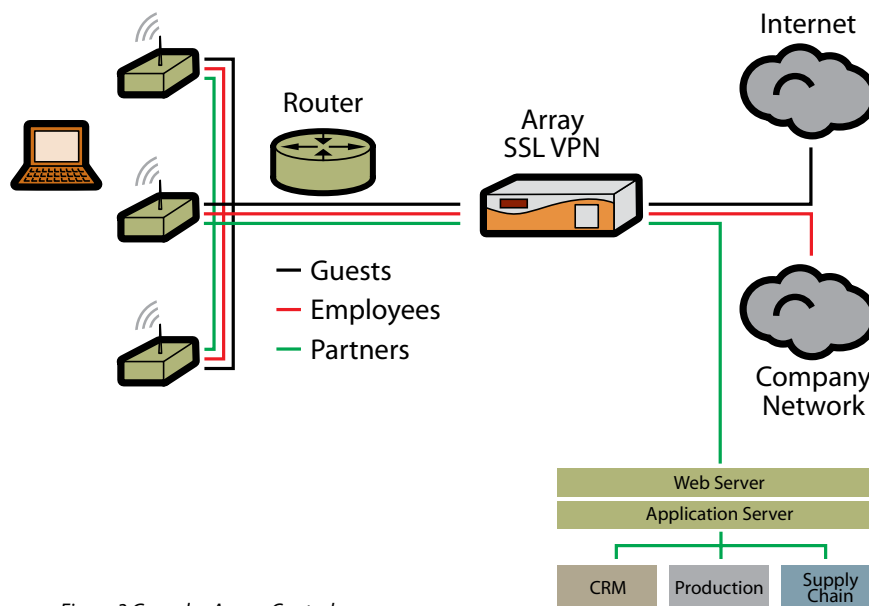 Internet
Router
Array
SSL VPN
Guests
Employees
Partners
Company
Network
Web Server
Application Server
CRM
Production
Supply
Chain